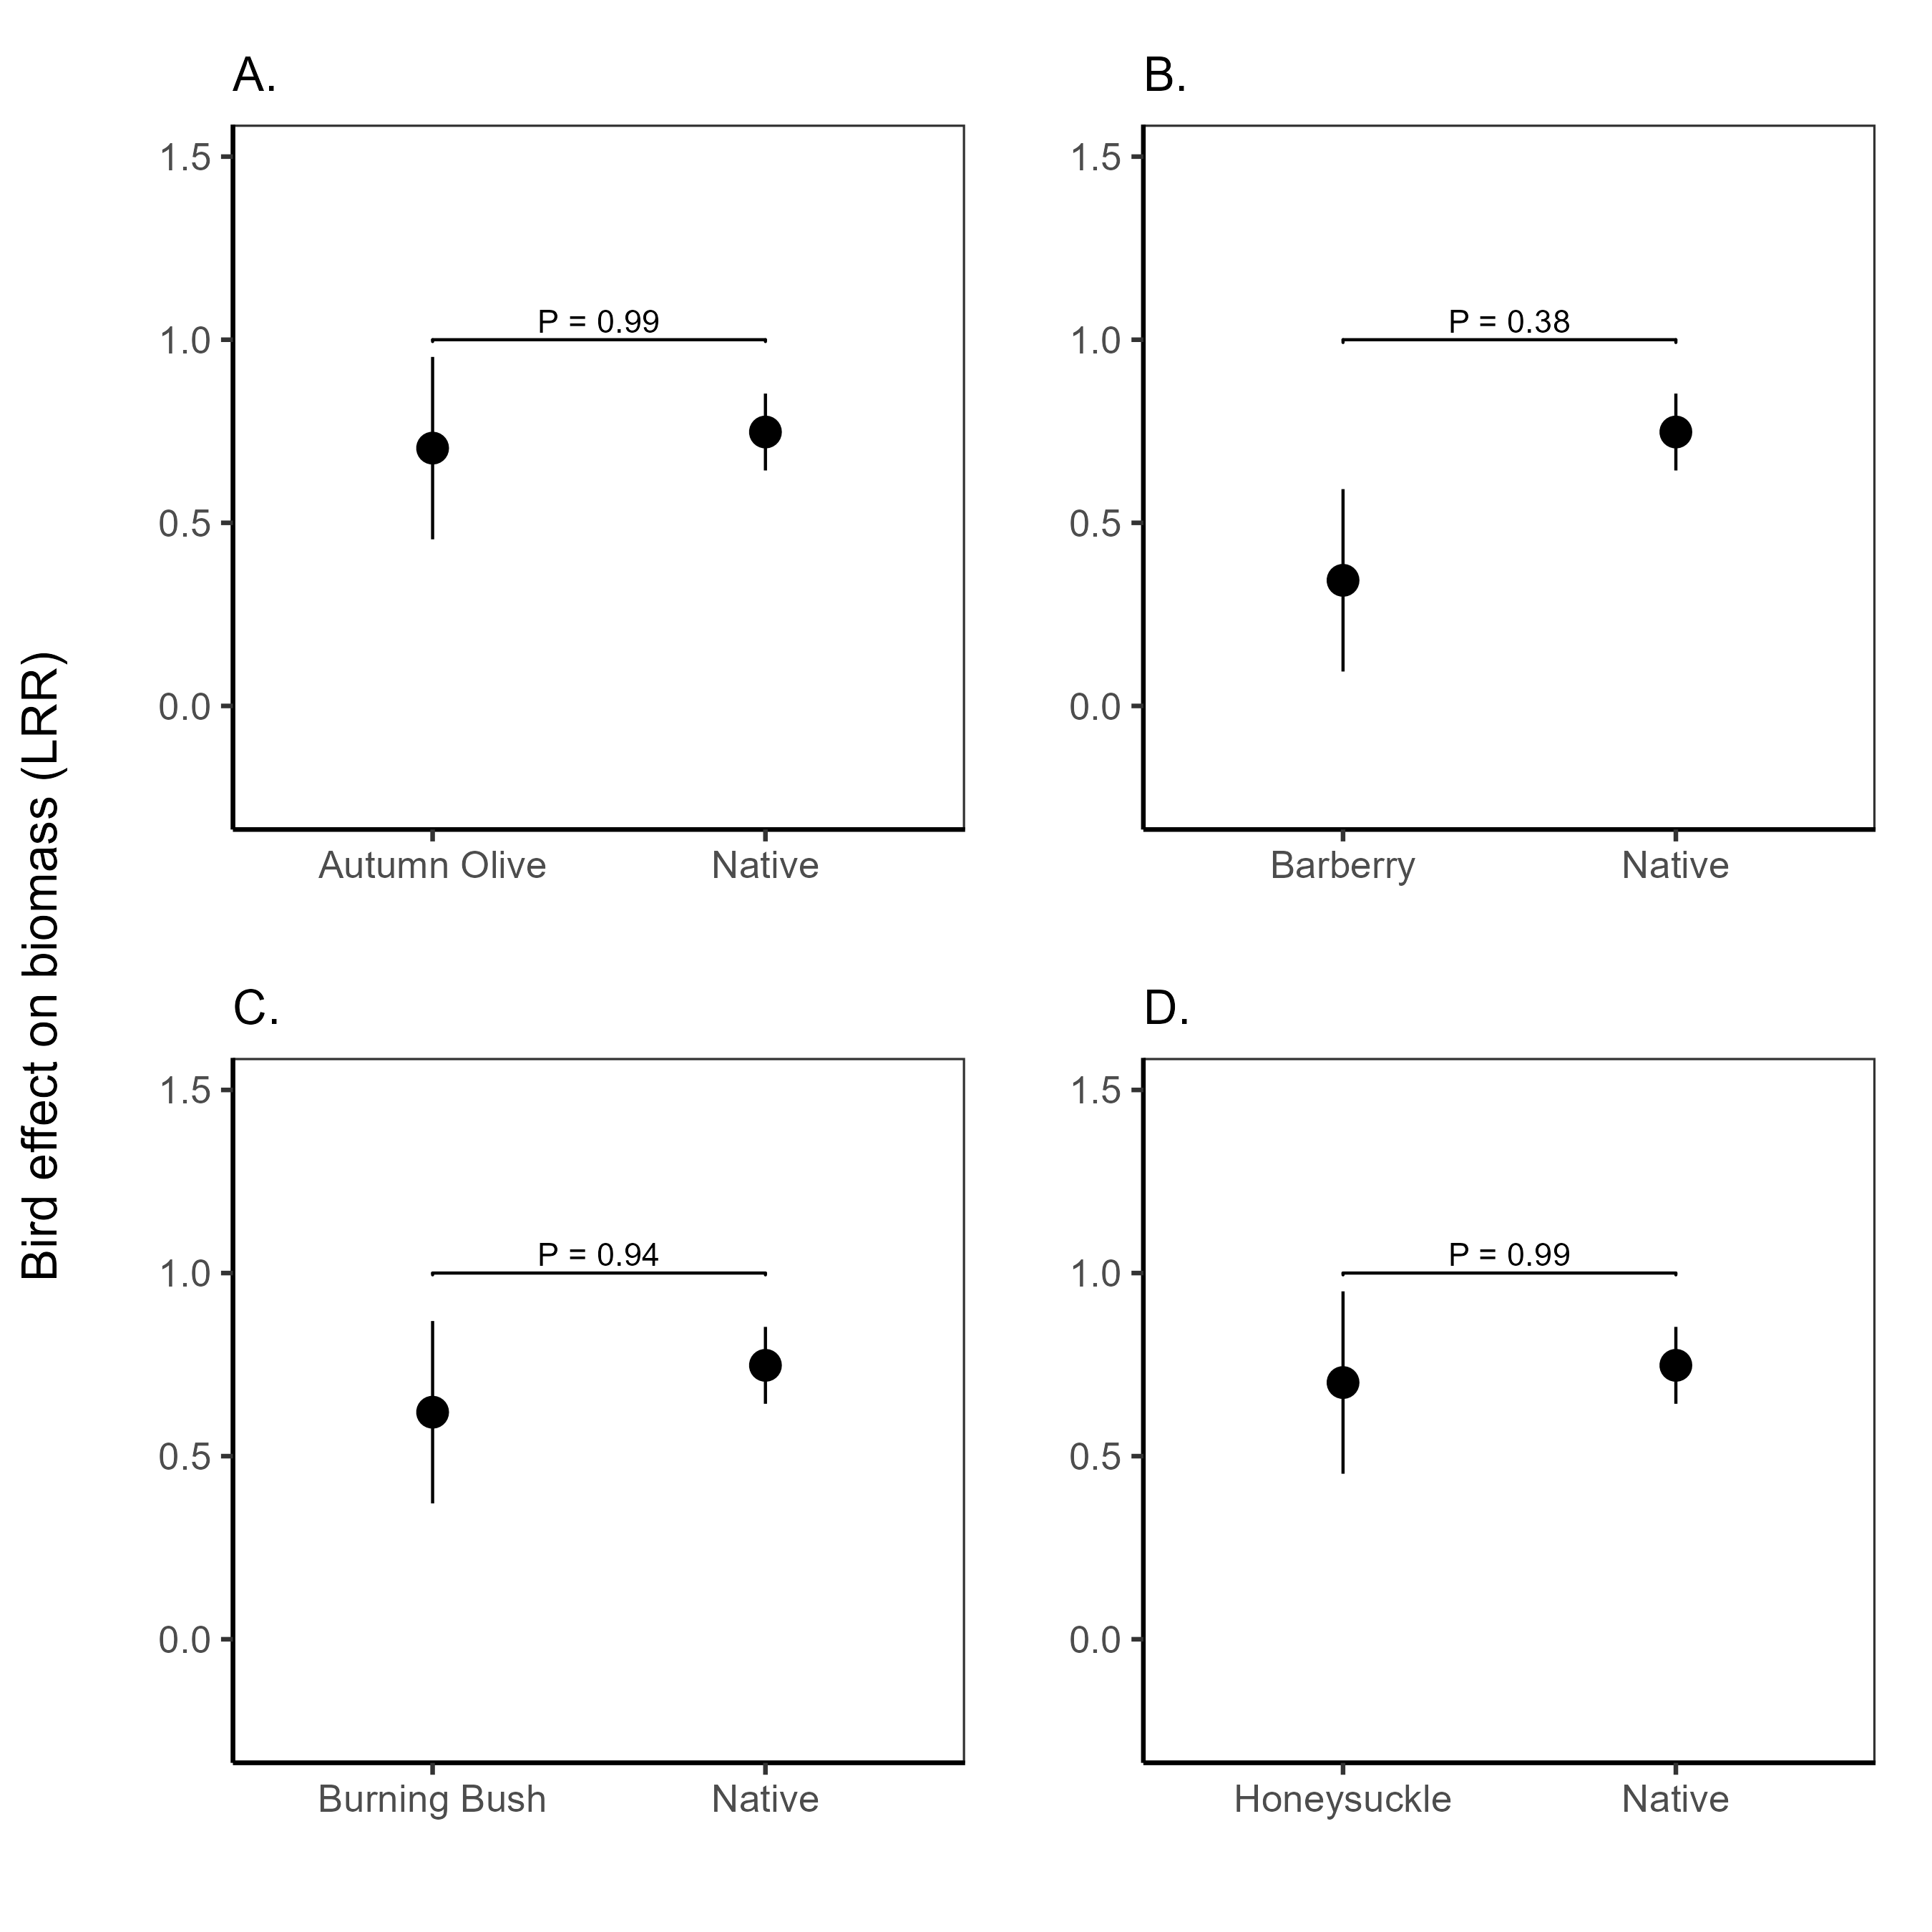 Bird effect on biomass (LRR)
A.
1.5
1.0
0.5
0.0
P = 0.99
Autumn Olive
Native
B.
1.5
1.0
0.5
0.0
P = 0.38
Barberry
Native
C.
1.5
1.0
0.5
0.0
P = 0.94
Burning Bush
Native
D.
1.5
1.0
0.5
0.0
P = 0.99
Honeysuckle
Native